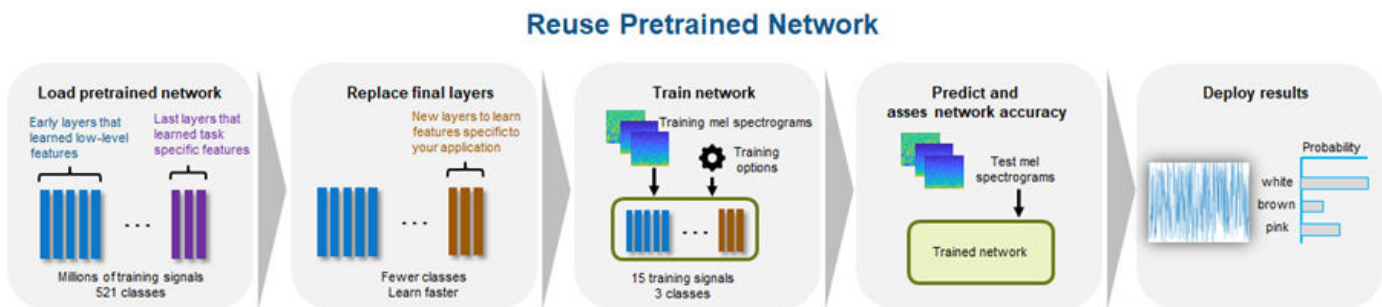 Reuse Pretrained Network
Load pretrained network
Early layers that
learned low-level
features
Last layers that
learned task
specific features
. . .
Millions of training signals
521 classes
Replace final layers
New layers to learn
features specificto
your application
. . .
Fewer classes
Learn faster
Train network
Training mel spectrograms
Training
options
. . .
15 training signals
3 classes
Predict and
asses network accuracy
Test mel
spectrograms
Trained network
Deploy results
Probability
white
brown
pink